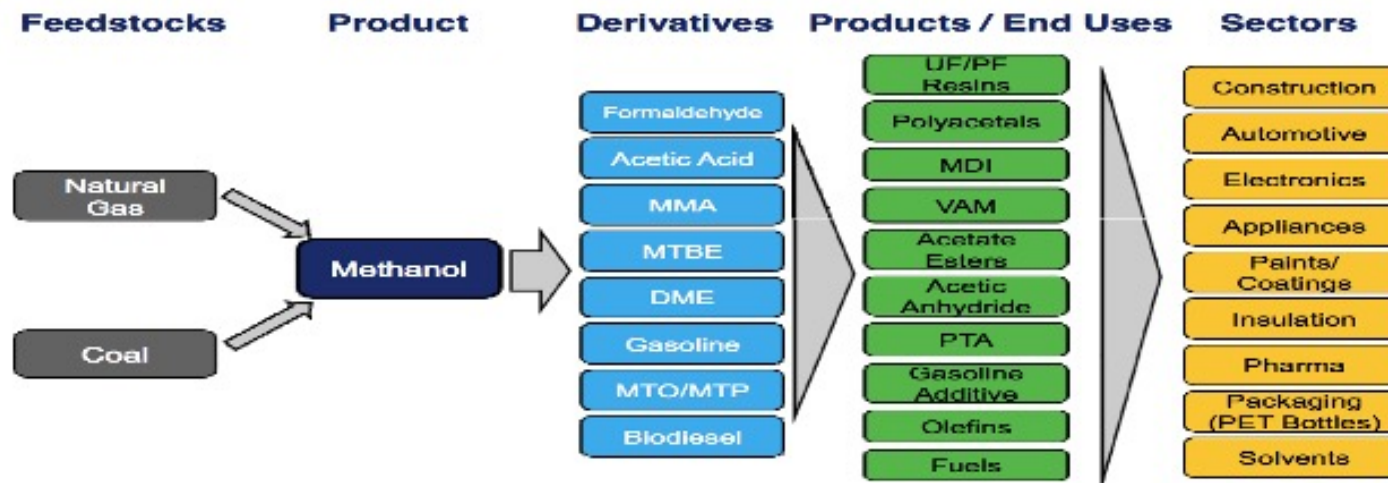 Feedstocks
Product
Derivatives
Products / End Uses
Sectors
Natural
Gas
Coal
Methanol
Formaldehyde
Acetic Acid
MMA
MTBE
DME
Gasoline
MTO/MTP
Biodiesel
UF/PF
Resins
Polyacetals
MDI
VAM
Acetate
Esters
Acetic
Anhydride
PTA
Gasoline
Additive
Olefins
Fuels
Construction
Automotive
Electronics
Appliances
Paints/
Coatings
Insulation
Pharma
Packaging
(PET Bottles)
Solvents